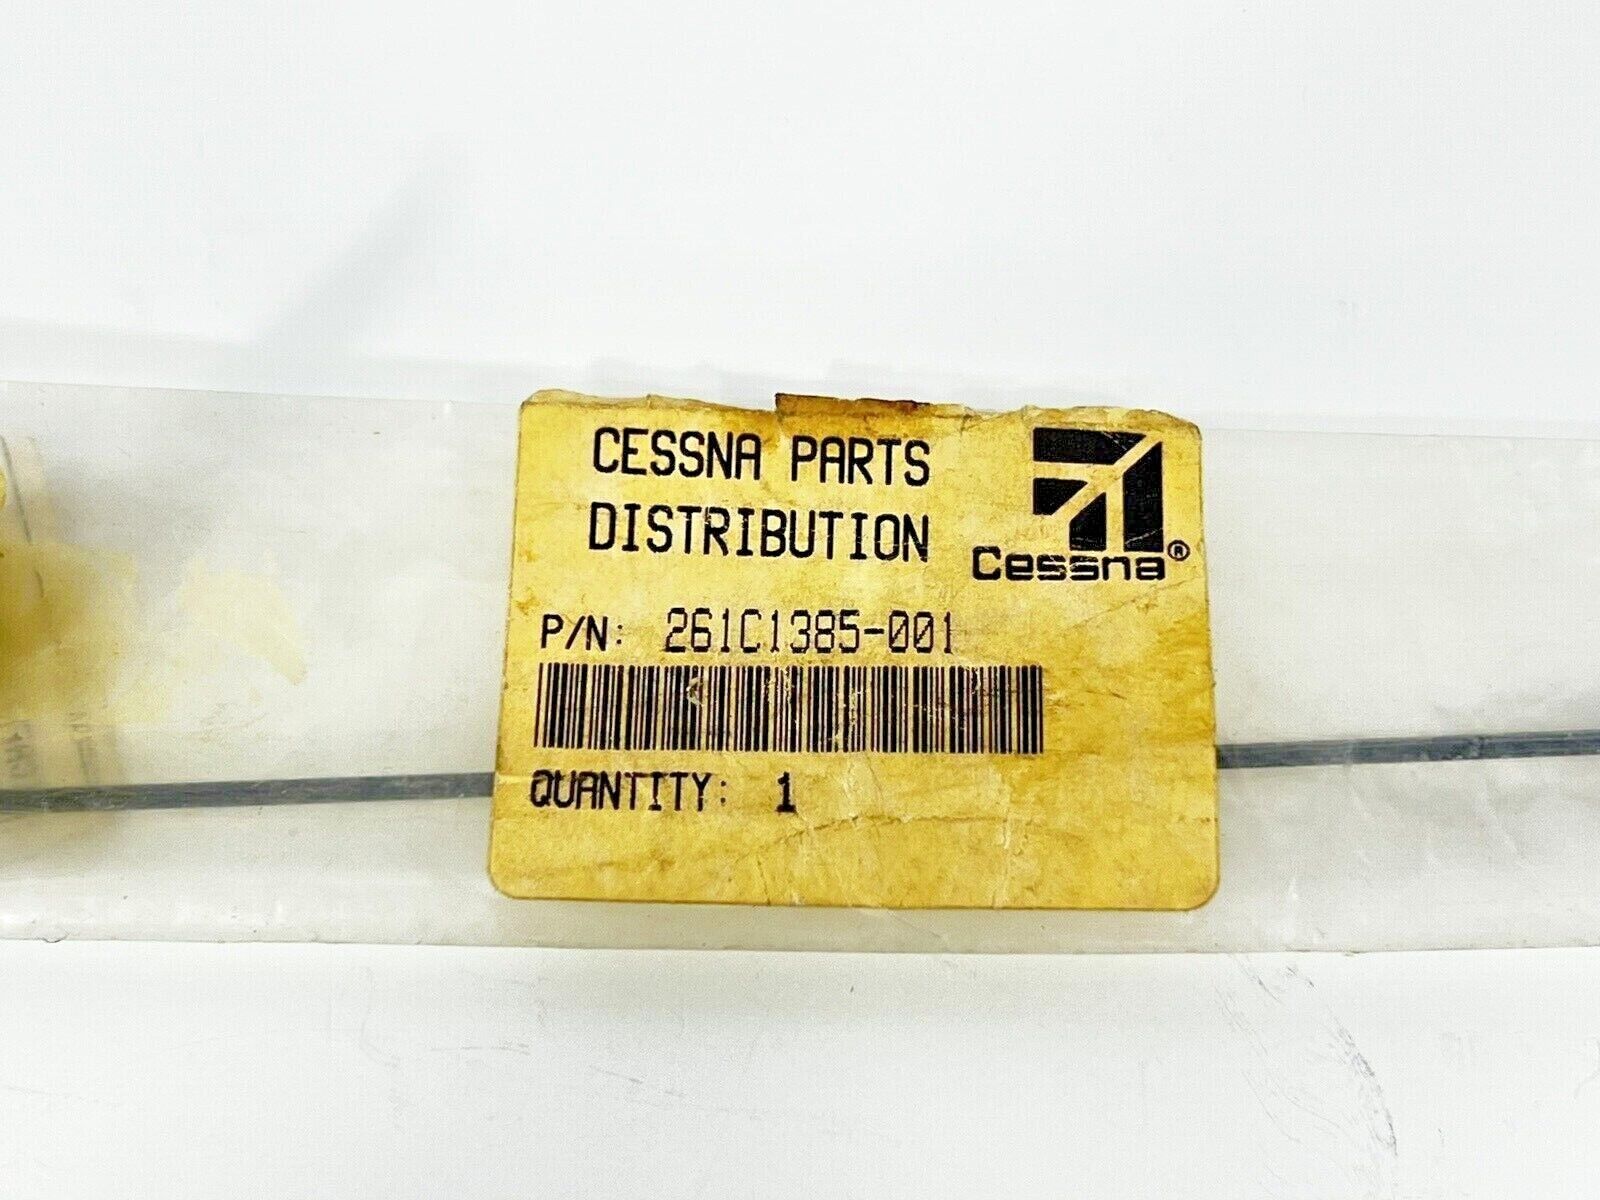 CESSNA PARTS
DISTRIBUTION
Cessna®
P/N: 261C1385-001
QUANTITY: 1